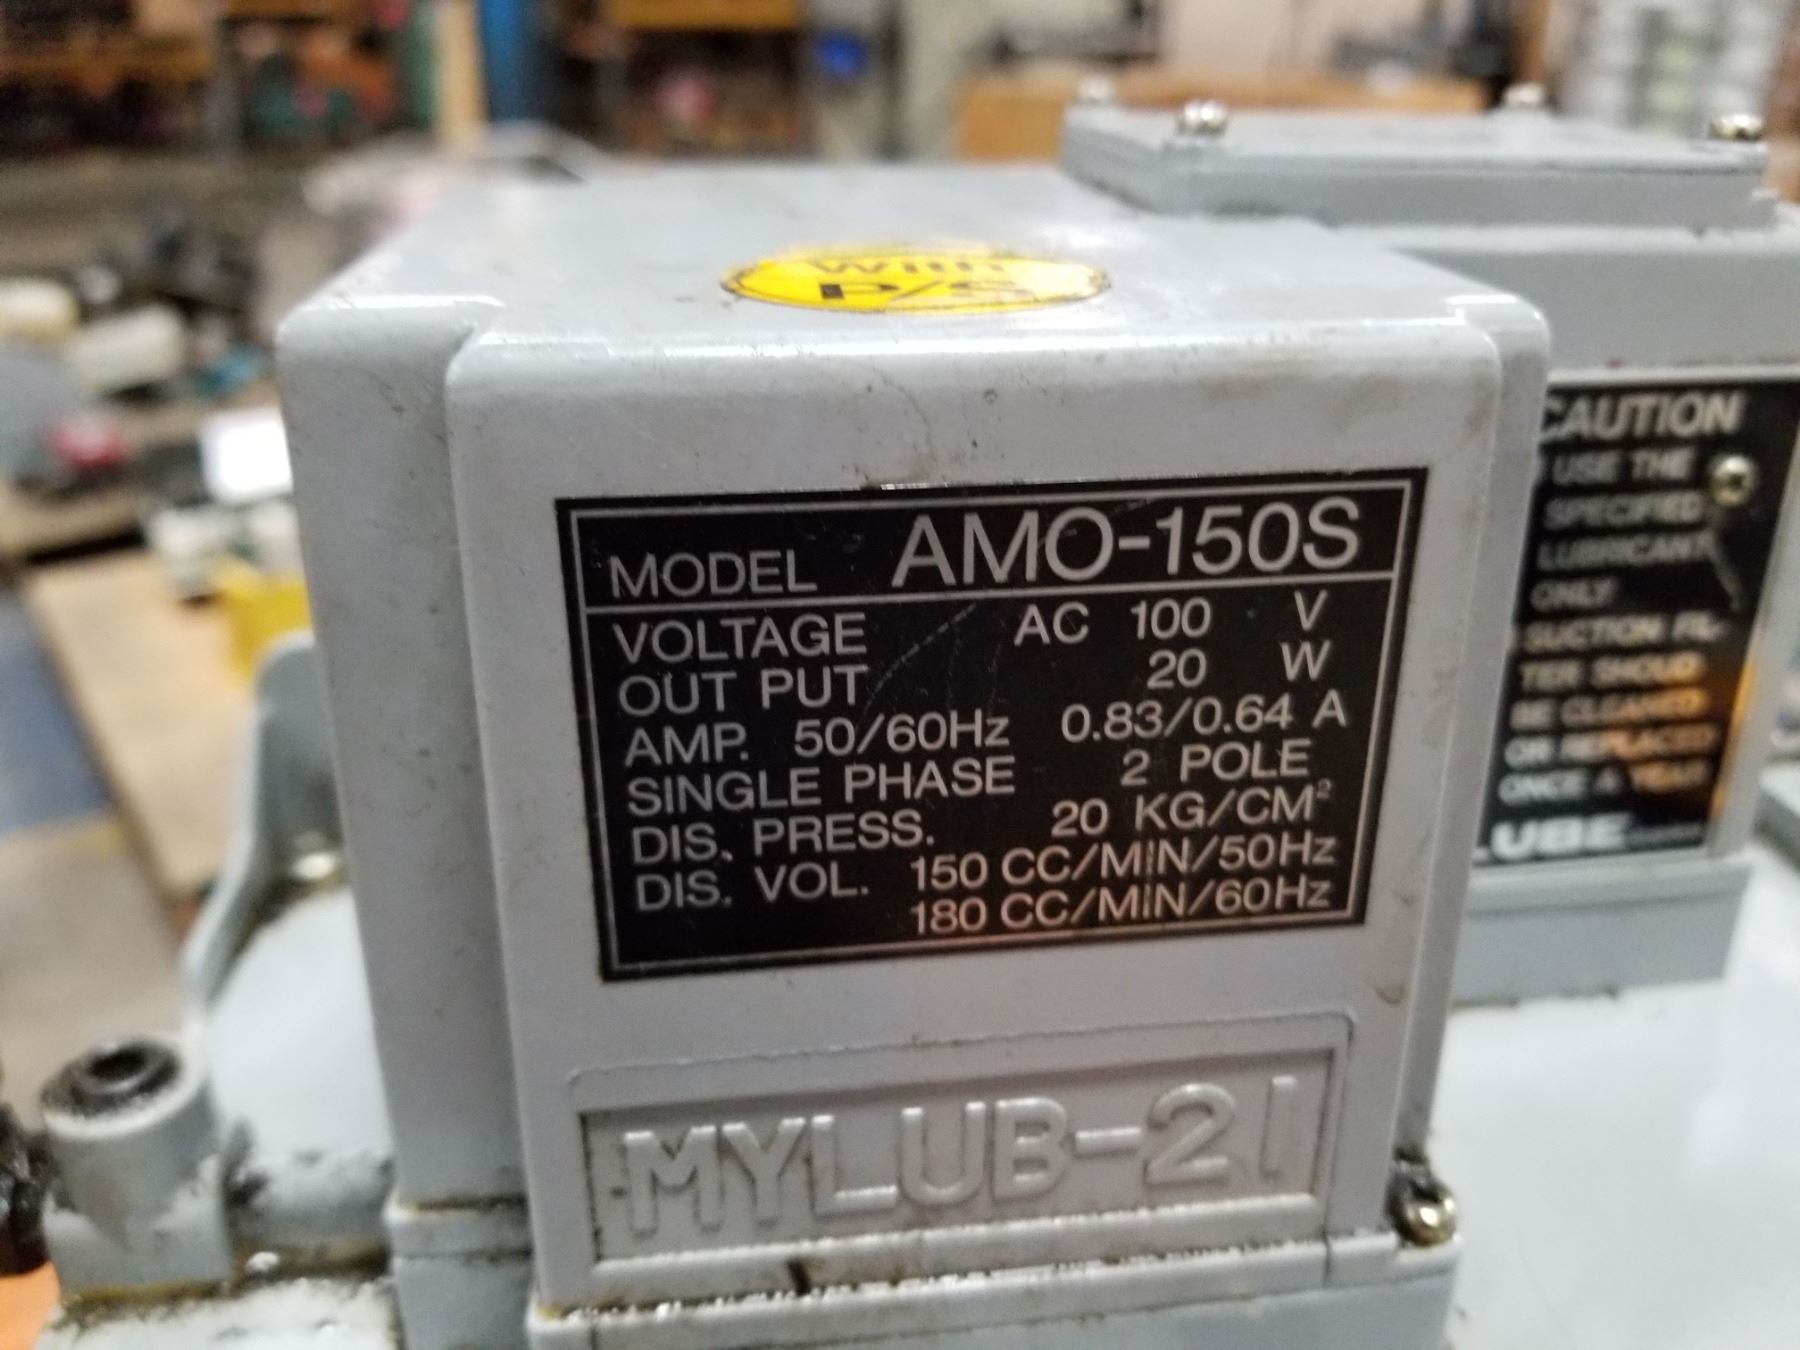 With
P/S
MODEL AMO-150S
VOLTAGE AC 100 V
OUT PUT 20 W
AMP. 50/60Hz 0.83/0.64 A
SINGLE PHASE 2 POLE
DIS. PRESS. 20 KG/CM²
DIS. VOL. 150 CC/MIN/50Hz
180 CC/MIN/60Hz
MYLUB-21
CAUTION
USE THE
SPECIFIED
LUBRICANT
ONLY
SUCTION FIL-
TER SHOUD
BE CLEANED
OR REPLACED
ONCE A YEAR
LUBE